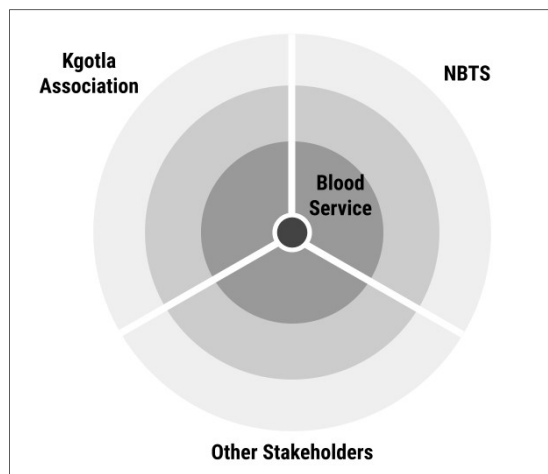 Kgotla
Association
NBTS
Blood
Service
Other Stakeholders